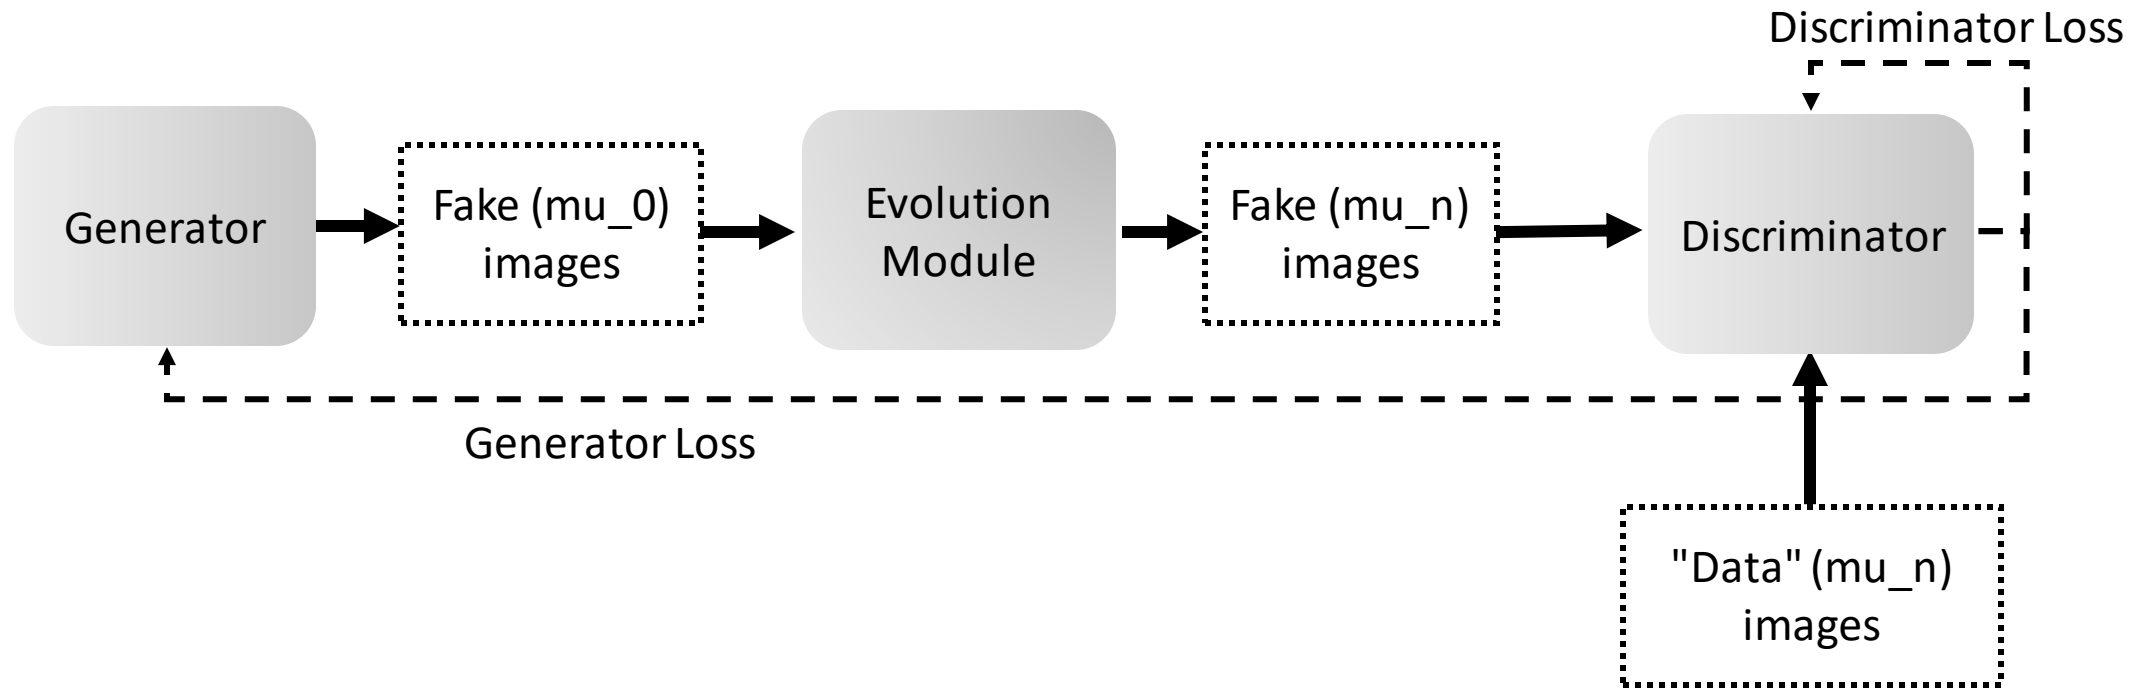 Discriminator Loss
Generator
Fake (mu_0)
images
Evolution
Module
Fake (mu_n)
images
Discriminator
Generator Loss
"Data" (mu_n)
images